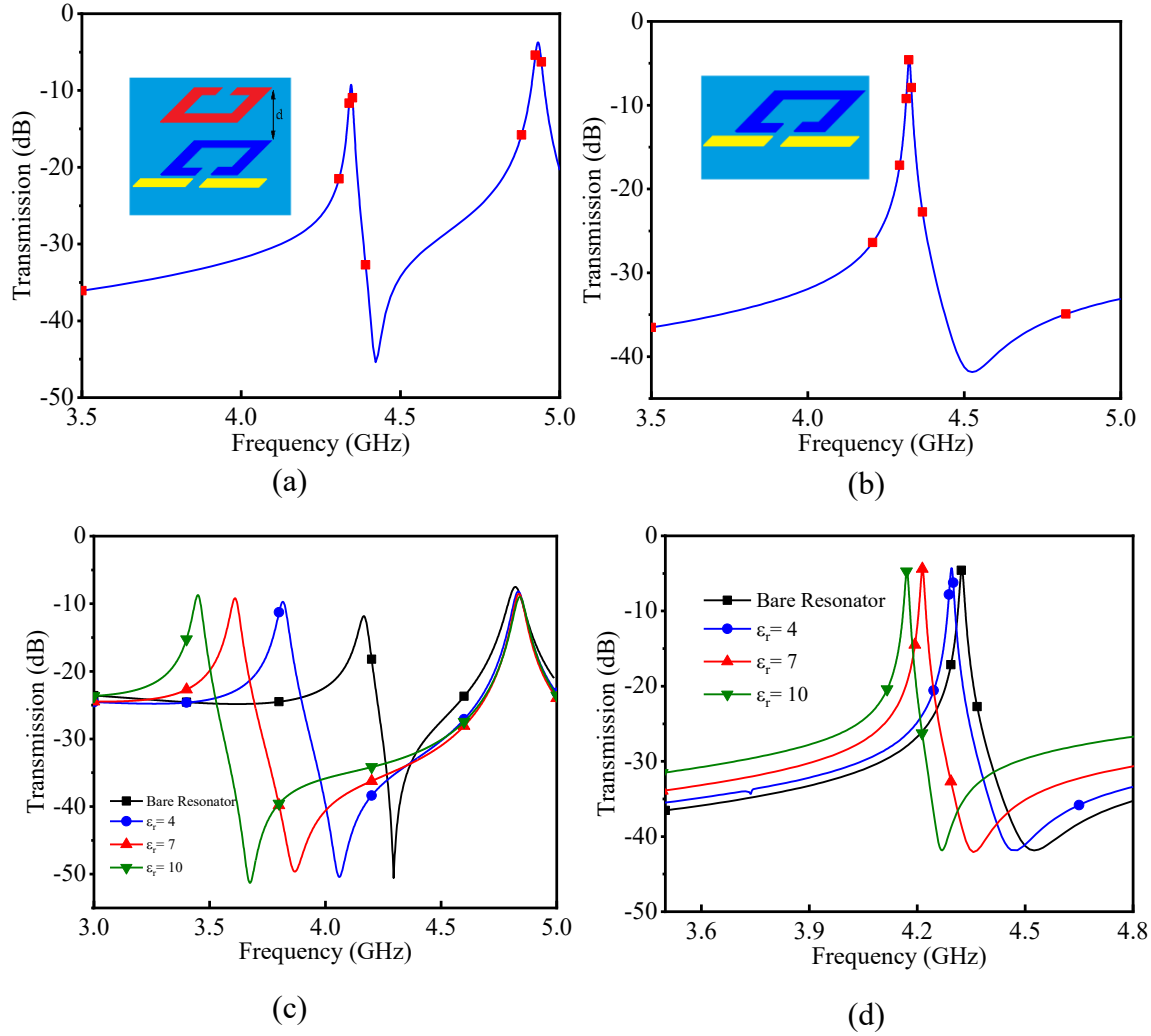 0
-10
-20
-30
-40
-50
Transmission (dB)
d
3.5
4.0
4.5
5.0
Frequency (GHz)
(a)
0
-10
-20
-30
-40
Transmission (dB)
3.5
4.0
4.5
5.0
Frequency (GHz)
(b)
0
-10
-20
-30
-40
-50
Transmission (dB)
Bare Resonator
εr= 4
εr= 7
εr= 10
3.0
3.5
4.0
4.5
5.0
Frequency (GHz)
(c)
0
-10
-20
-30
-40
-50
Transmission (dB)
Bare Resonator
εr= 4
εr= 7
εr= 10
3.6
3.9
4.2
4.5
4.8
Frequency (GHz)
(d)